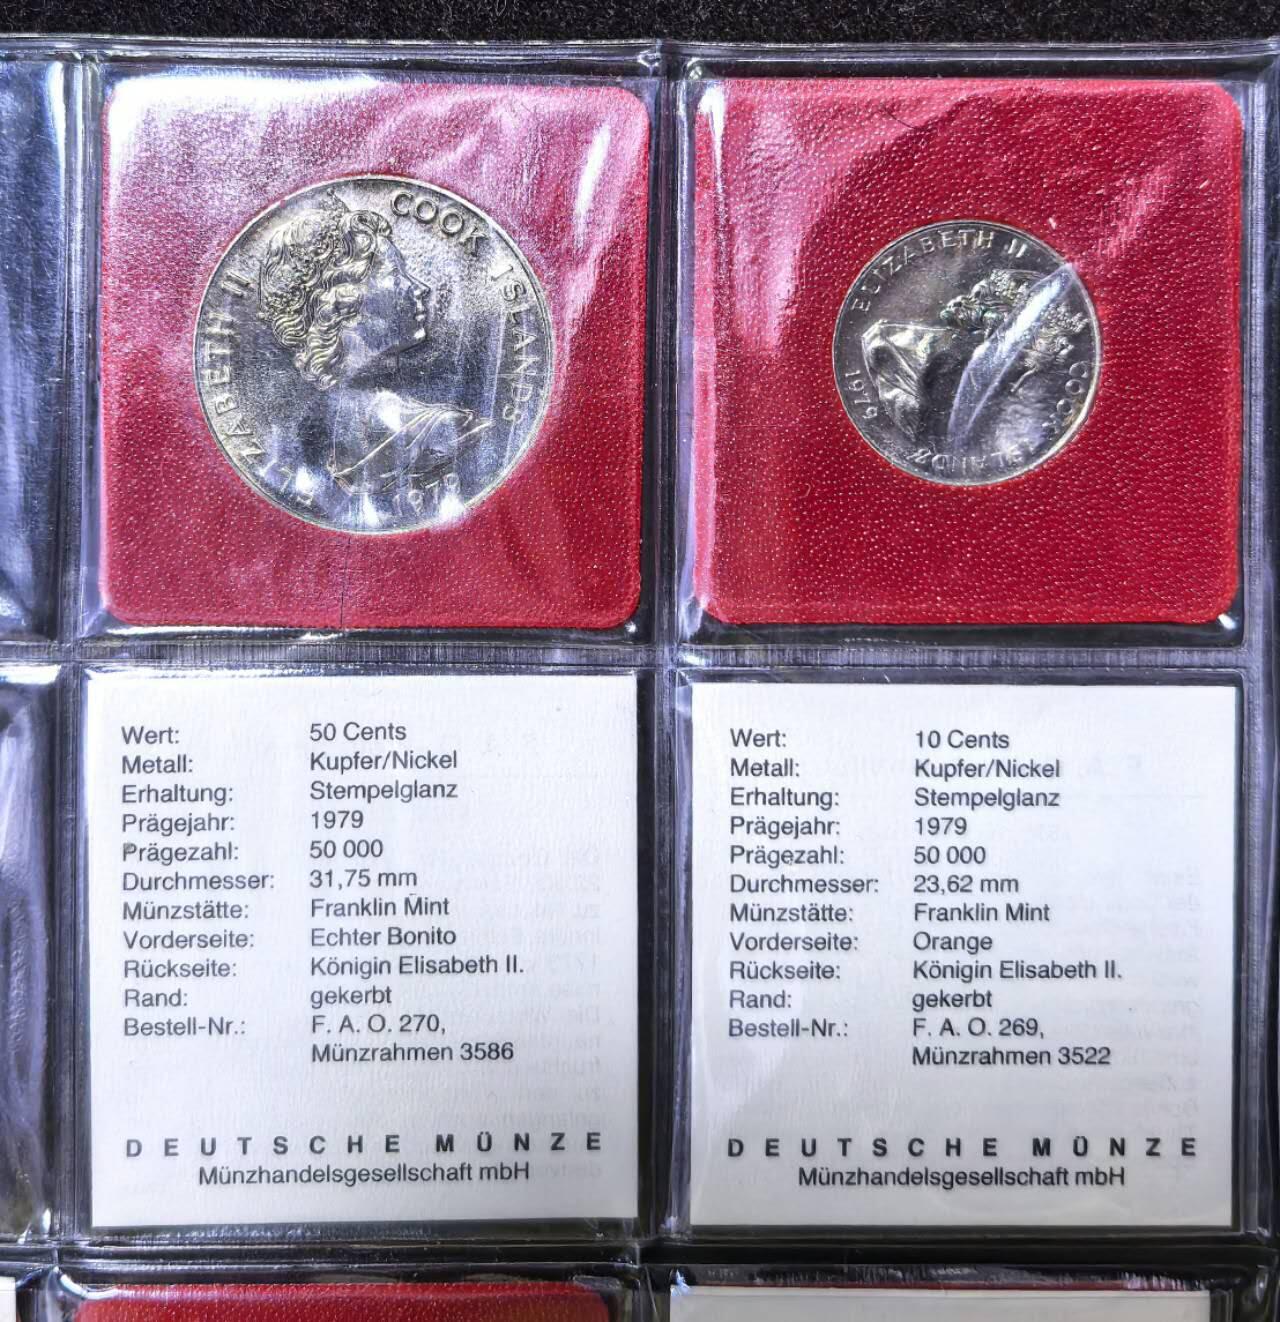 ELIZABETH II COOK ISLANDS
1979
ELIZABETH II
COOK ISLANDS
1979
Wert: 50 Cents
Metall: Kupfer/Nickel
Erhaltung: Stempelglanz
Prägejahr: 1979
Prägezahl: 50 000
Durchmesser: 31,75 mm
Münzstätte: Franklin Mint
Vorderseite: Echter Bonito
Rückseite: Königin Elisabeth II.
Rand: gekerbt
Bestell-Nr.: F. A. O. 270,
Münzrahmen 3586
DEUTSCHE MÜNZE
Münzhandelsgesellschaft mbH
Wert: 10 Cents
Metall: Kupfer/Nickel
Erhaltung: Stempelglanz
Prägejahr: 1979
Prägezahl: 50 000
Durchmesser: 23,62 mm
Münzstätte: Franklin Mint
Vorderseite: Orange
Rückseite: Königin Elisabeth II.
Rand: gekerbt
Bestell-Nr.: F. A. O. 269,
Münzrahmen 3522
DEUTSCHE MÜNZE
Münzhandelsgesellschaft mbH